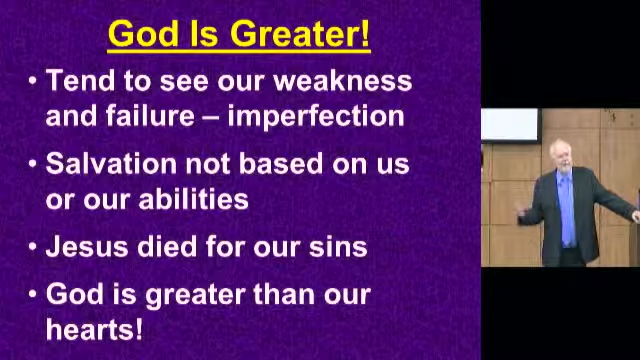 God Is Greater!
• Tend to see our weakness
and failure – imperfection
• Salvation not based on us
or our abilities
• Jesus died for our sins
• God is greater than our
hearts!